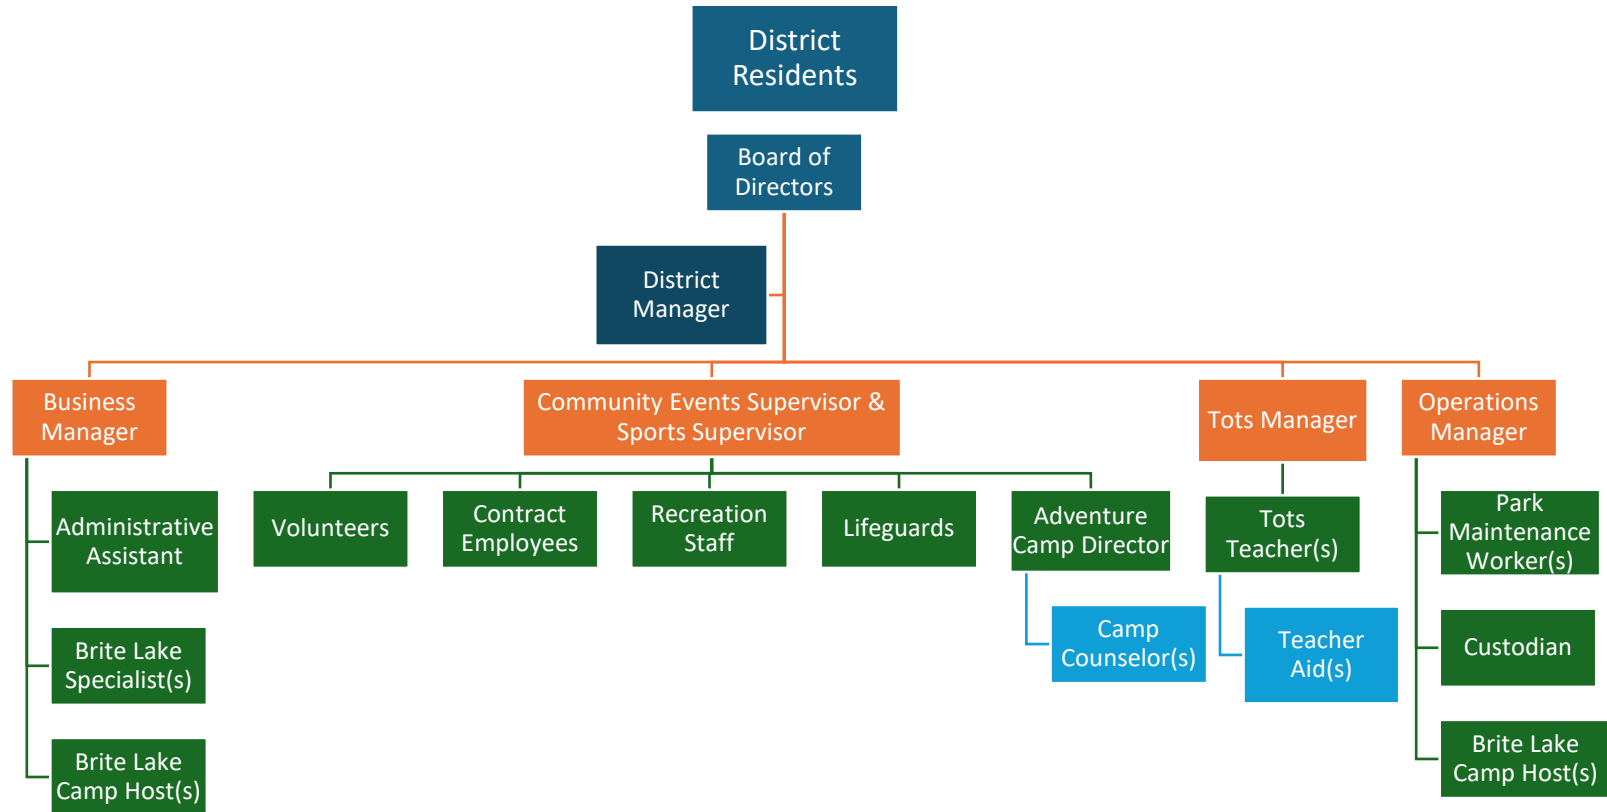 District
Residents
Board of
Directors
District
Manager
Business
Manager
Community Events Supervisor &
Sports Supervisor
Tots Manager
Operations
Manager
Administrative
Assistant
Volunteers
Contract
Employees
Recreation
Staff
Lifeguards
Adventure
Camp Director
Tots
Teacher(s)
Park
Maintenance
Worker(s)
Brite Lake
Specialist(s)
Camp
Counselor(s)
Teacher
Aid(s)
Custodian
Brite Lake
Camp Host(s)
Brite Lake
Camp Host(s)